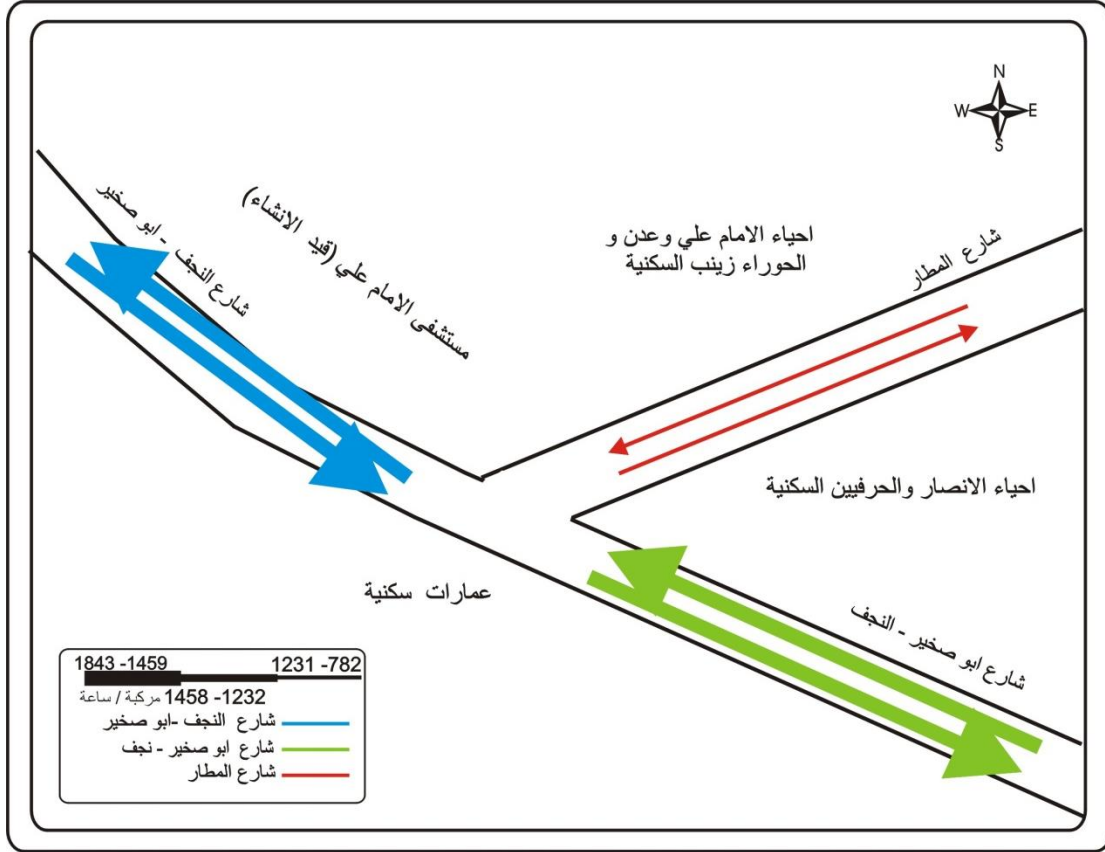 N
W
E
S
شارع النجف - ابو صخير
مستشفى الامام علي (قيد الانشاء)
احياء الامام علي وعدن و
الحوراء زينب السكنية
شارع المطار
احياء الانصار والحرفيين السكنية
عمارات سكنية
شارع ابو صخير - النجف
1843 -1459
1231 -782
1458 -1232 مركبة / ساعة
شارع النجف -ابو صخير
شارع ابو صخير - نجف
شارع المطار